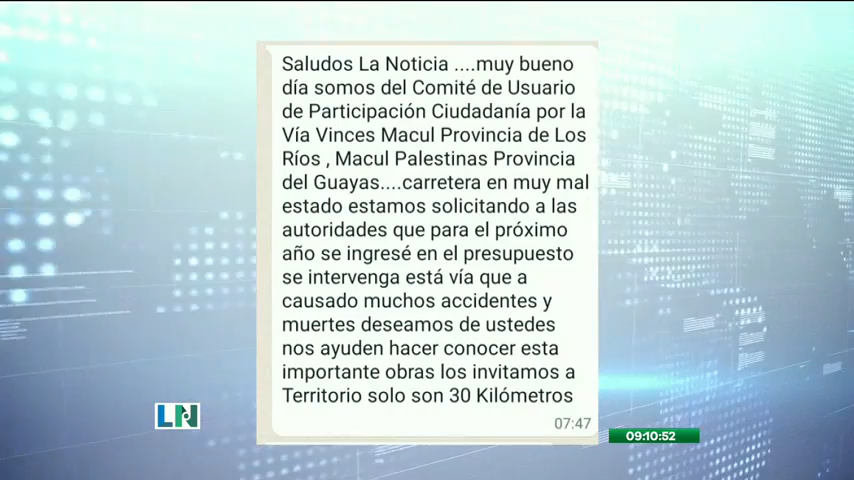 Saludos La Noticia ....muy bueno
día somos del Comité de Usuario
de Participación Ciudadanía por la
Vía Vinces Macul Provincia de Los
Ríos , Macul Palestinas Provincia
del Guayas....carretera en muy mal
estado estamos solicitando a las
autoridades que para el próximo
año se ingresé en el presupuesto
se intervenga está vía que a
causado muchos accidentes y
muertes deseamos de ustedes
nos ayuden hacer conocer esta
importante obras los invitamos a
Territorio solo son 30 Kilómetros
07:47
LN
09:10:52